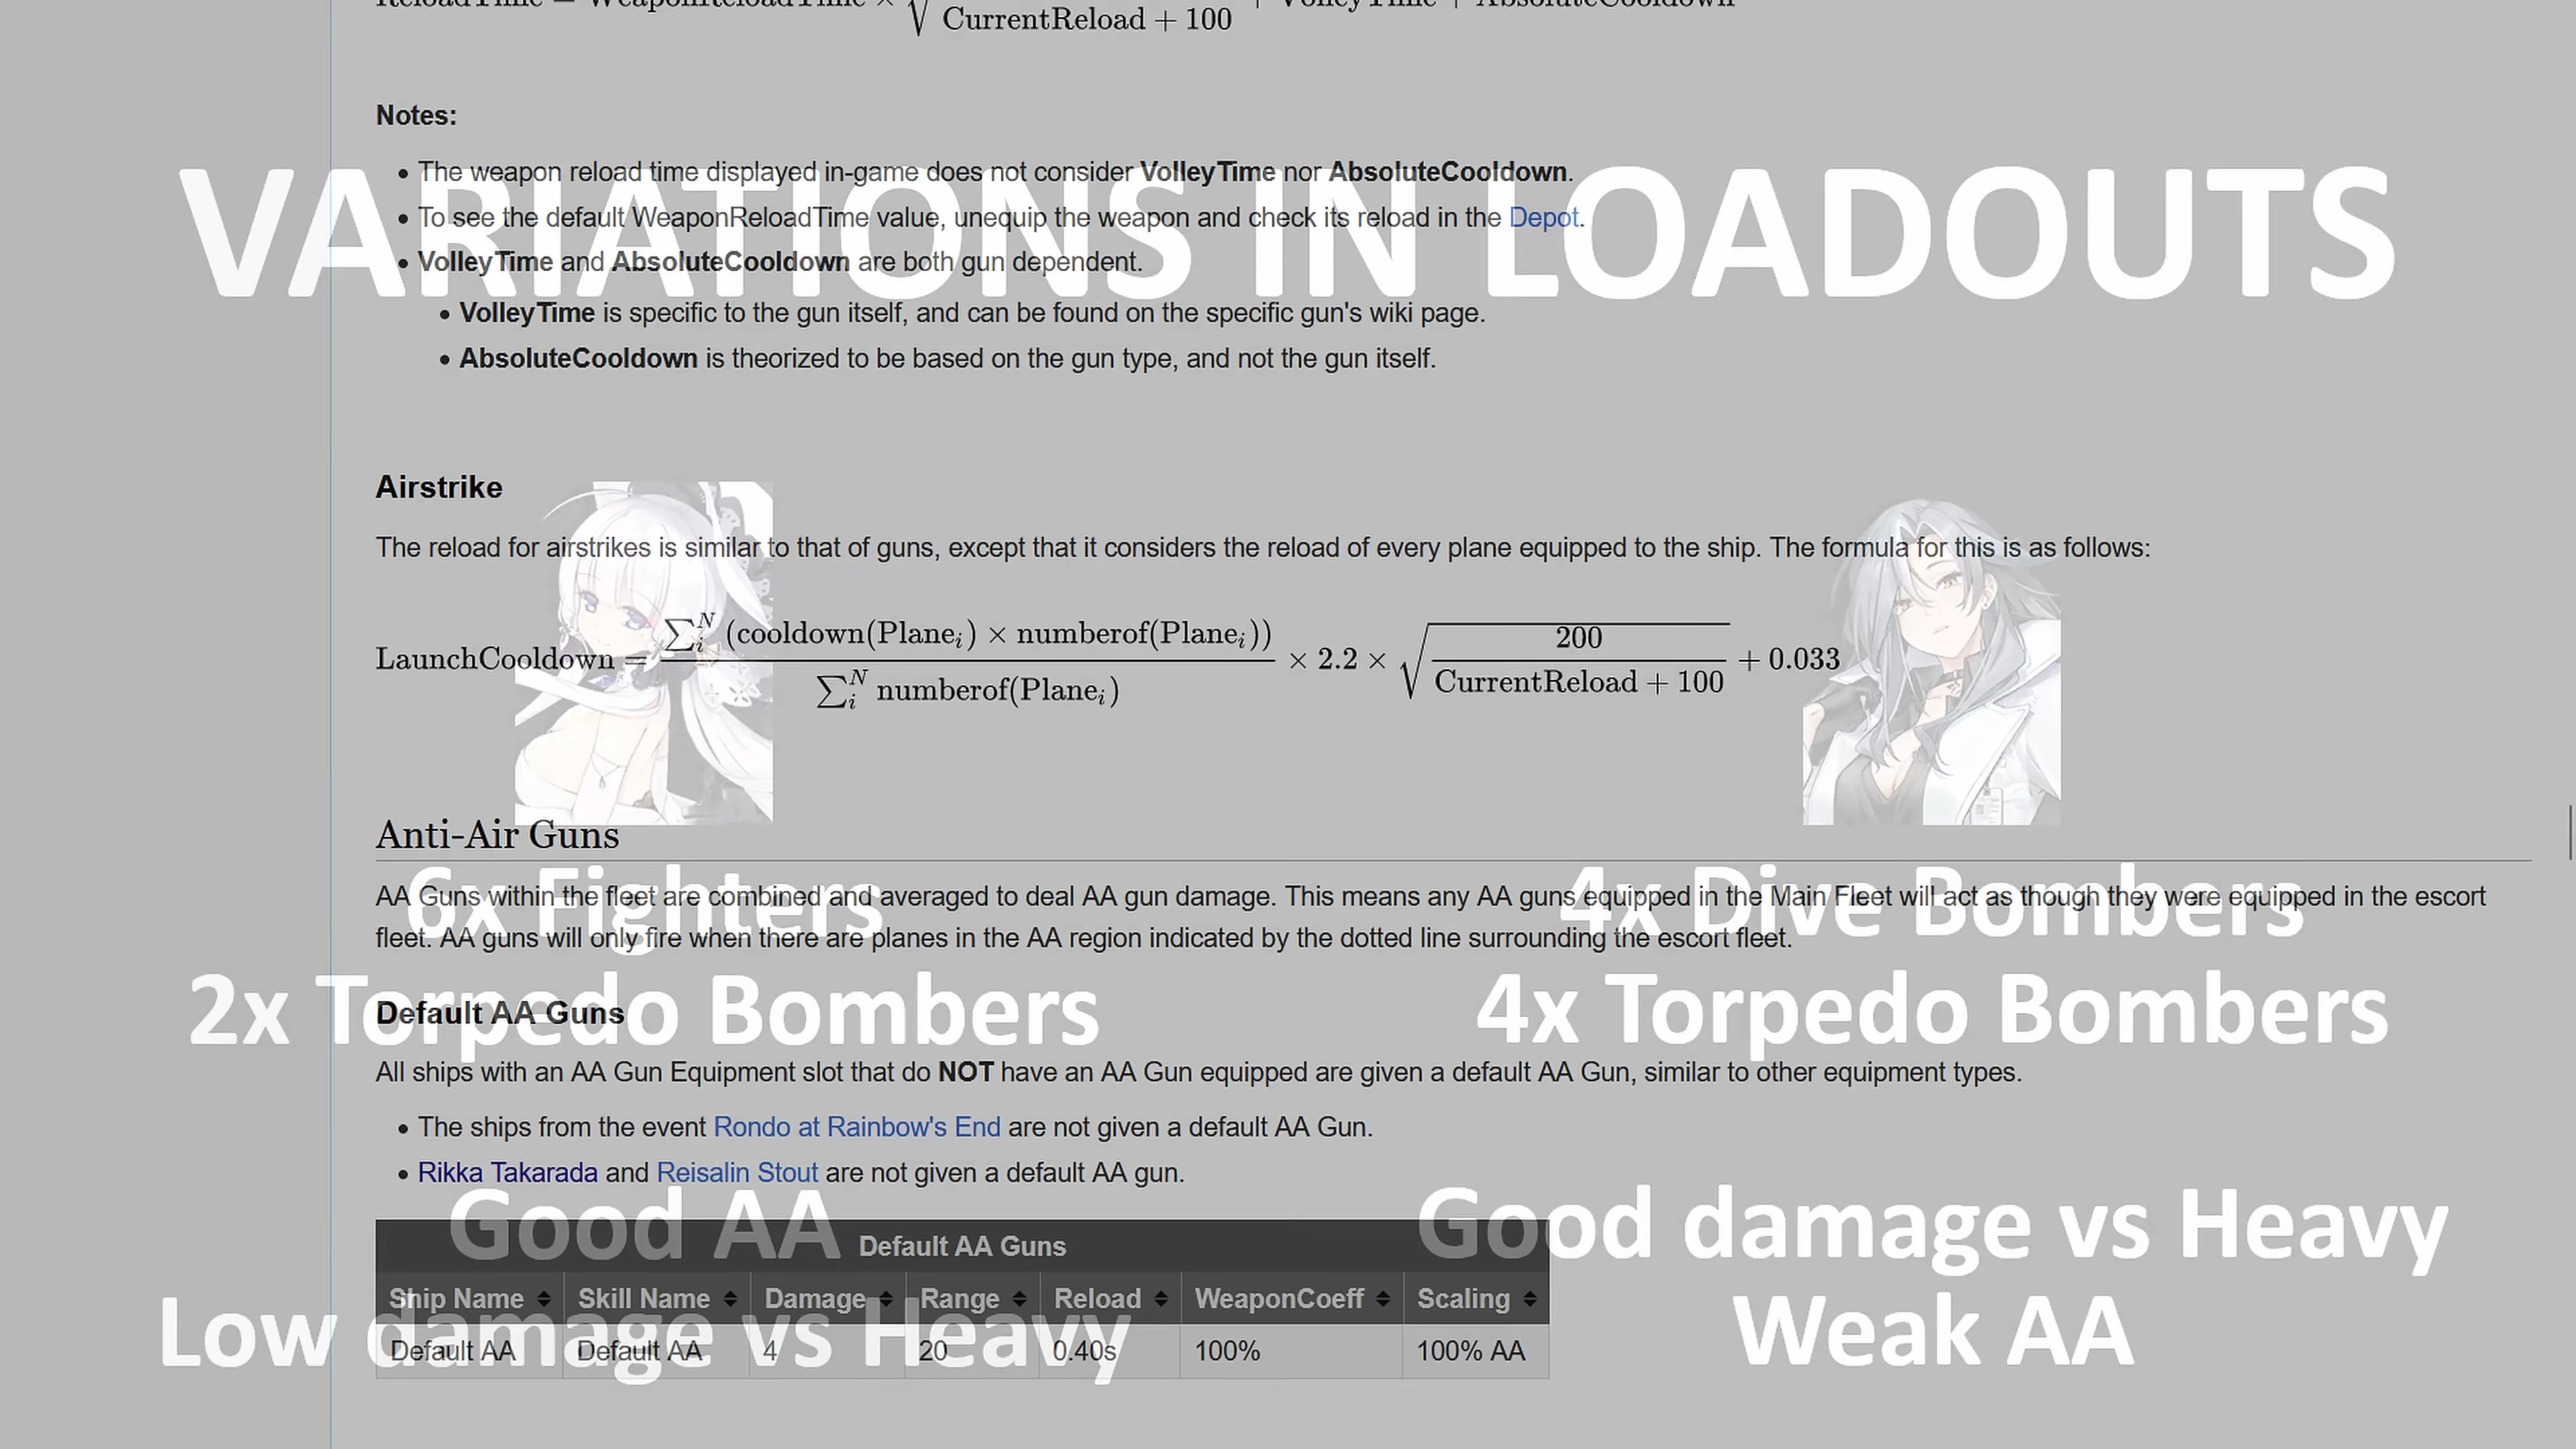 ReloadTime = WeaponReloadTime × √ CurrentReload + 100 + VolleyTime + AbsoluteCooldown
Notes:
VARIATIONS IN LOADOUTS
• The weapon reload time displayed in-game does not consider VolleyTime nor AbsoluteCooldown.
• To see the default WeaponReloadTime value, unequip the weapon and check its reload in the Depot.
• VolleyTime and AbsoluteCooldown are both gun dependent.
• VolleyTime is specific to the gun itself, and can be found on the specific gun's wiki page.
• AbsoluteCooldown is theorized to be based on the gun type, and not the gun itself.
Airstrike
The reload for airstrikes is similar to that of guns, except that it considers the reload of every plane equipped to the ship. The formula for this is as follows:
LaunchCooldown = ∑ᵢᴺ (cooldown(Planeᵢ) × numberof(Planeᵢ)) / ∑ᵢᴺ numberof(Planeᵢ) × 2.2 × √(200 / CurrentReload + 100) + 0.033
Anti-Air Guns
6x Fighters
4x Dive Bombers
AA Guns within the fleet are combined and averaged to deal AA gun damage. This means any AA guns equipped in the Main Fleet will act as though they were equipped in the escort
fleet. AA guns will only fire when there are planes in the AA region indicated by the dotted line surrounding the escort fleet.
2x Torpedo Bombers
4x Torpedo Bombers
Default AA Guns
All ships with an AA Gun Equipment slot that do NOT have an AA Gun equipped are given a default AA Gun, similar to other equipment types.
• The ships from the event Rondo at Rainbow's End are not given a default AA Gun.
• Rikka Takarada and Reisalin Stout are not given a default AA gun.
Good AA
Good damage vs Heavy
Default AA Guns
Ship Name Skill Name Damage Range Reload WeaponCoeff Scaling
Low damage vs Heavy
Weak AA
Default AA Default AA 4 20 0.40s 100% 100% AA